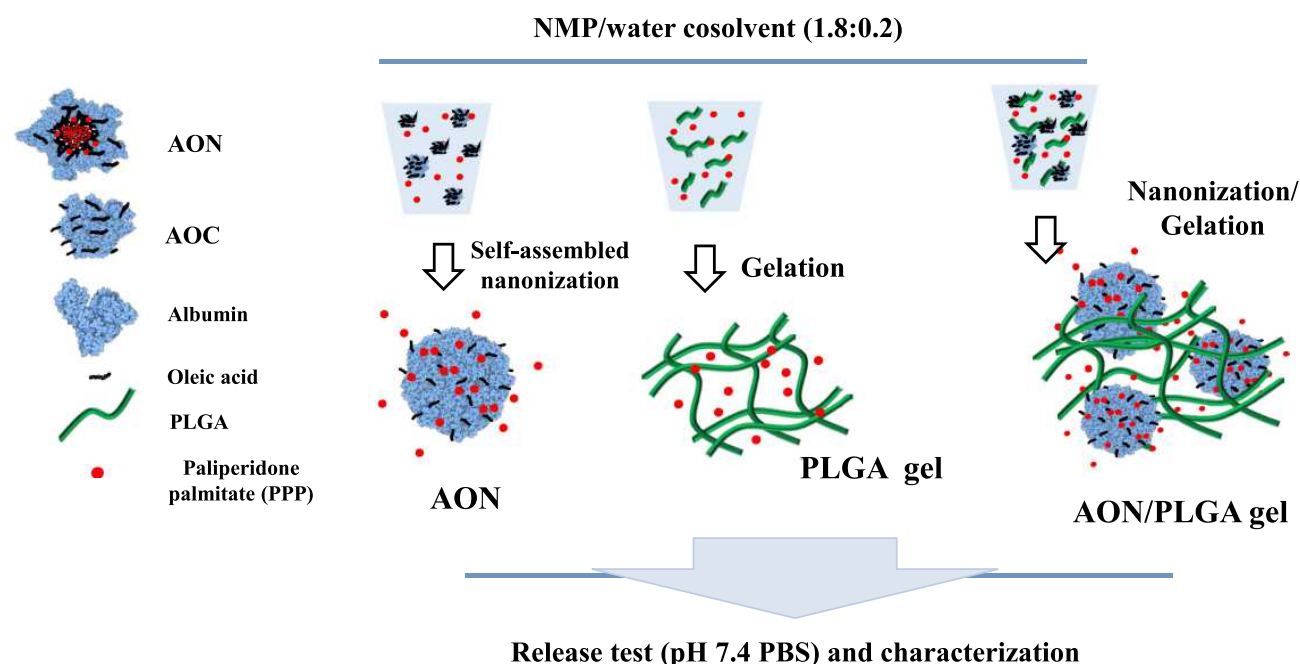 NMP/water cosolvent (1.8:0.2)
AON
AOC
Albumin
Oleic acid
PLGA
Paliperidone
palmitate (PPP)
Self-assembled
nanonization
AON
Gelation
PLGA gel
Nanonization/
Gelation
AON/PLGA gel
Release test (pH 7.4 PBS) and characterization